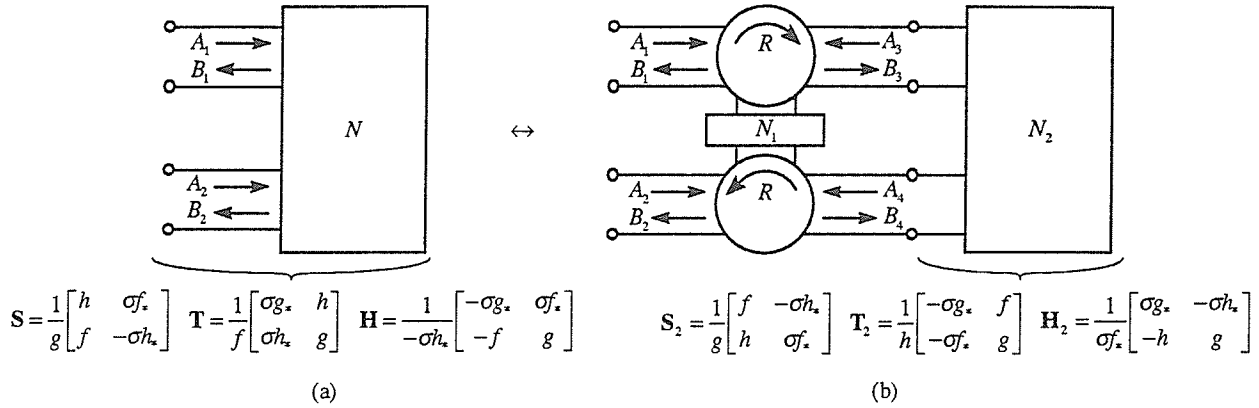 A₁ B₁ N A₂ B₂
↔
A₁ B₁ R A₃ B₃ N₁ N₂ A₂ B₂ R A₄ B₄
S = 1/g [h σf* ; f −σh*] T = 1/f [σg* h ; σh* g] H = 1/−σh* [−σg* σf* ; −f g]
S₂ = 1/g [f −σh* ; h σf*] T₂ = 1/h [−σg* f ; −σf* g] H₂ = 1/σf* [σg* −σh* ; −h g]
(a)
(b)